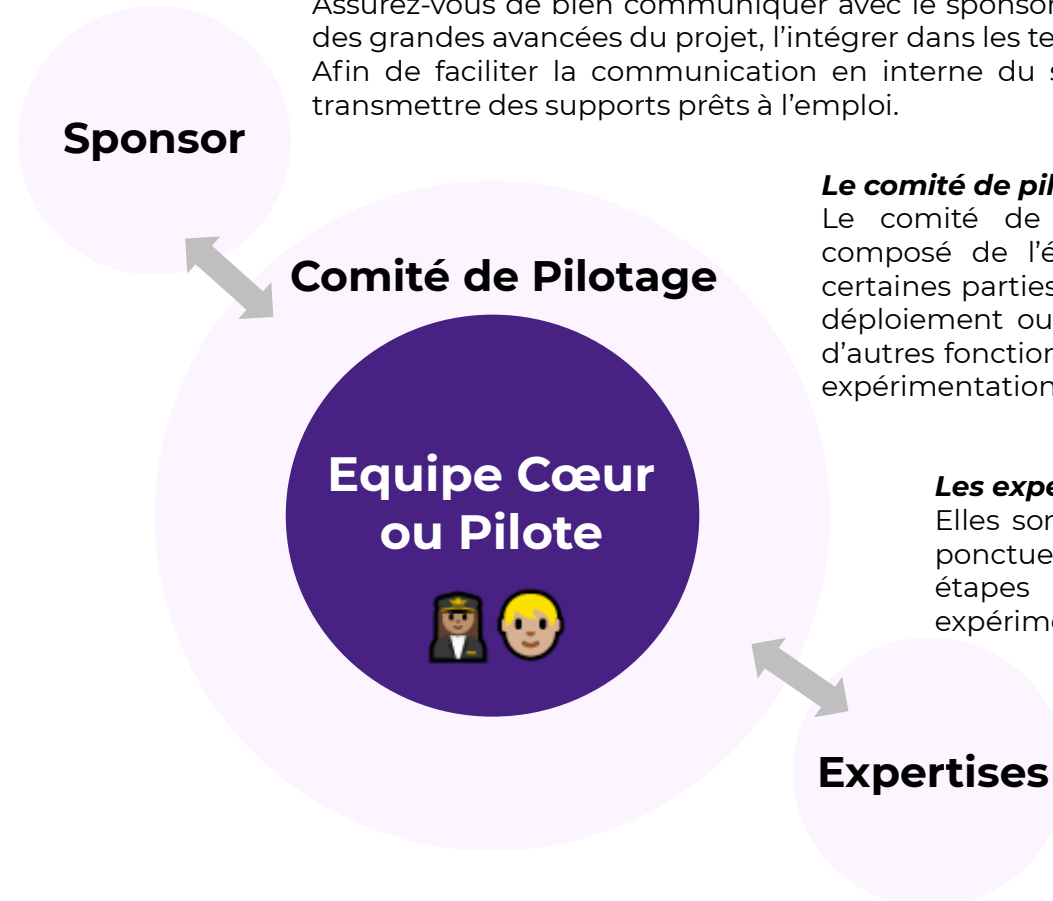 Assurez-vous de bien communiquer avec le sponsor
des grandes avancées du projet, l'intégrer dans les te
Afin de faciliter la communication en interne du s
transmettre des supports prêts à l'emploi.
Sponsor
Le comité de pil
Le comité de
composé de l'é
certaines parties
déploiement ou
d'autres fonction
expérimentation
Comité de Pilotage
Equipe Cœur
ou Pilote
Les expe
Elles son
ponctue
étapes
expérime
Expertises